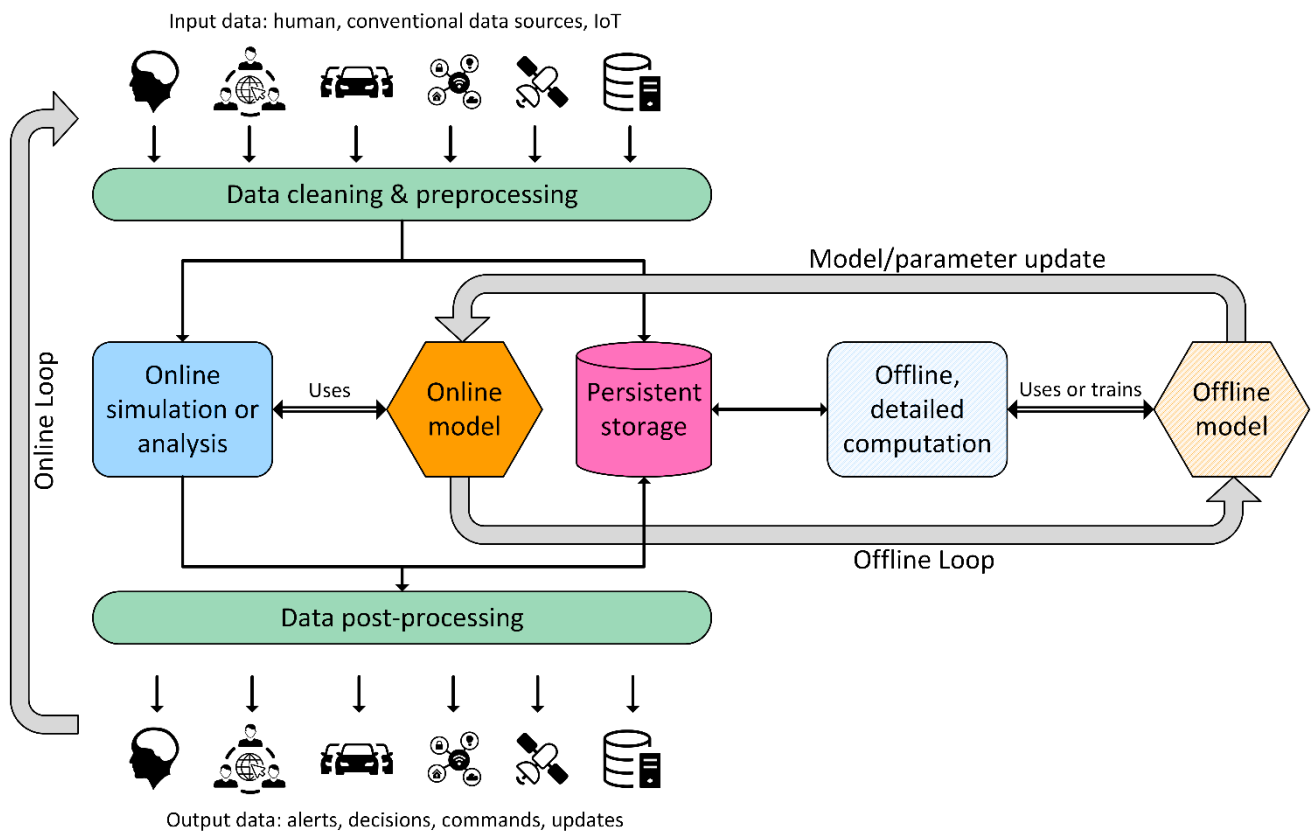 Input data: human, conventional data sources, IoT
Data cleaning & preprocessing
Model/parameter update
Online Loop
Online
simulation or
analysis
Uses
Online
model
Persistent
storage
Offline,
detailed
computation
Uses or trains
Offline
model
Offline Loop
Data post-processing
Output data: alerts, decisions, commands, updates